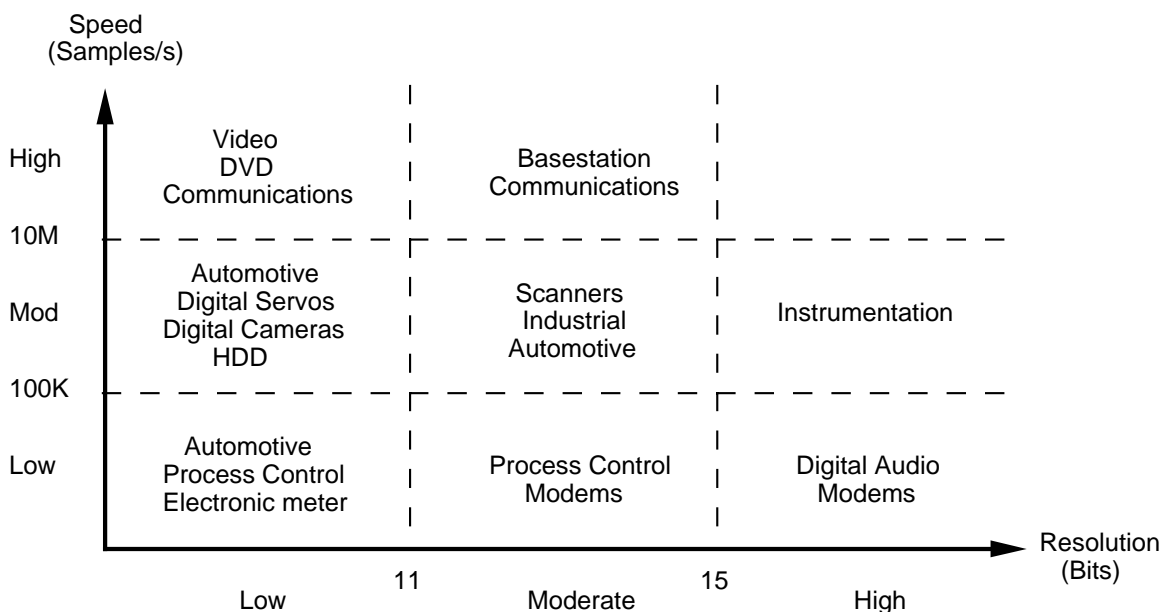 Speed
(Samples/s)
High
Video
DVD
Communications
Basestation
Communications
10M
Mod
Automotive
Digital Servos
Digital Cameras
HDD
Scanners
Industrial
Automotive
Instrumentation
100K
Low
Automotive
Process Control
Electronic meter
Process Control
Modems
Digital Audio
Modems
Resolution
(Bits)
11
15
Low
Moderate
High